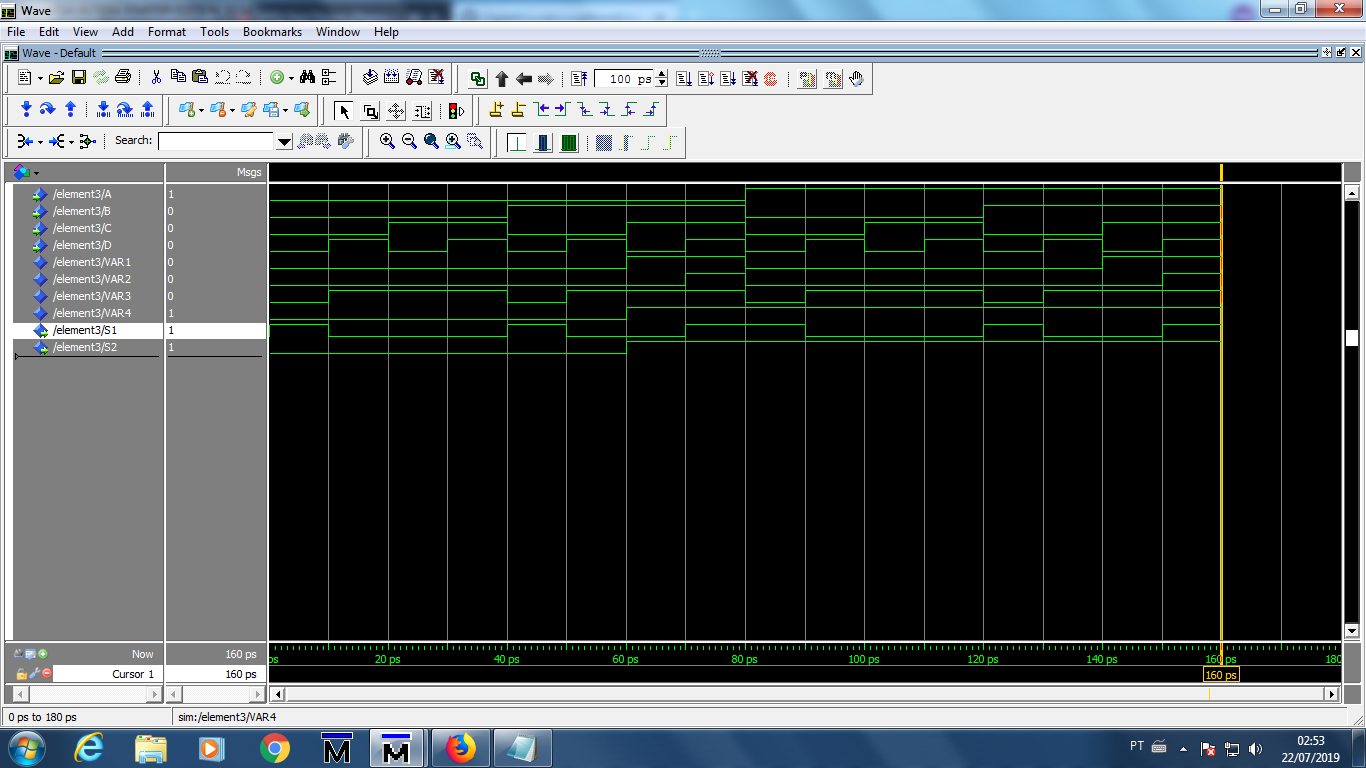 Wave
File Edit View Add Format Tools Bookmarks Window Help
Wave - Default
100 ps
Search:
Msgs
/element3/A 1
/element3/B 0
/element3/C 0
/element3/D 0
/element3/VAR1 0
/element3/VAR2 0
/element3/VAR3 0
/element3/VAR4 1
/element3/S1 1
/element3/S2 1
Now 160 ps
ps 20 ps 40 ps 60 ps 80 ps 100 ps 120 ps 140 ps 160 ps 180
Cursor 1 160 ps
160 ps
0 ps to 180 ps sim:/element3/VAR4
PT 02:53
22/07/2019